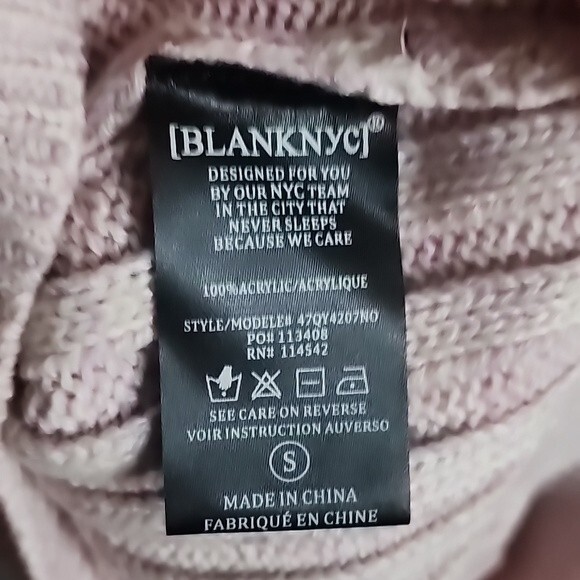 [BLANKNYC]®
DESIGNED FOR YOU
BY OUR NYC TEAM
IN THE CITY THAT
NEVER SLEEPS
BECAUSE WE CARE
100%ACRYLIC/ACRYLIQUE
STYLE/MODELE# 47QY4207NO
PO# 113408
RN# 114542
SEE CARE ON REVERSE
VOIR INSTRUCTION AUVERSO
S
MADE IN CHINA
FABRIQUÉ EN CHINE